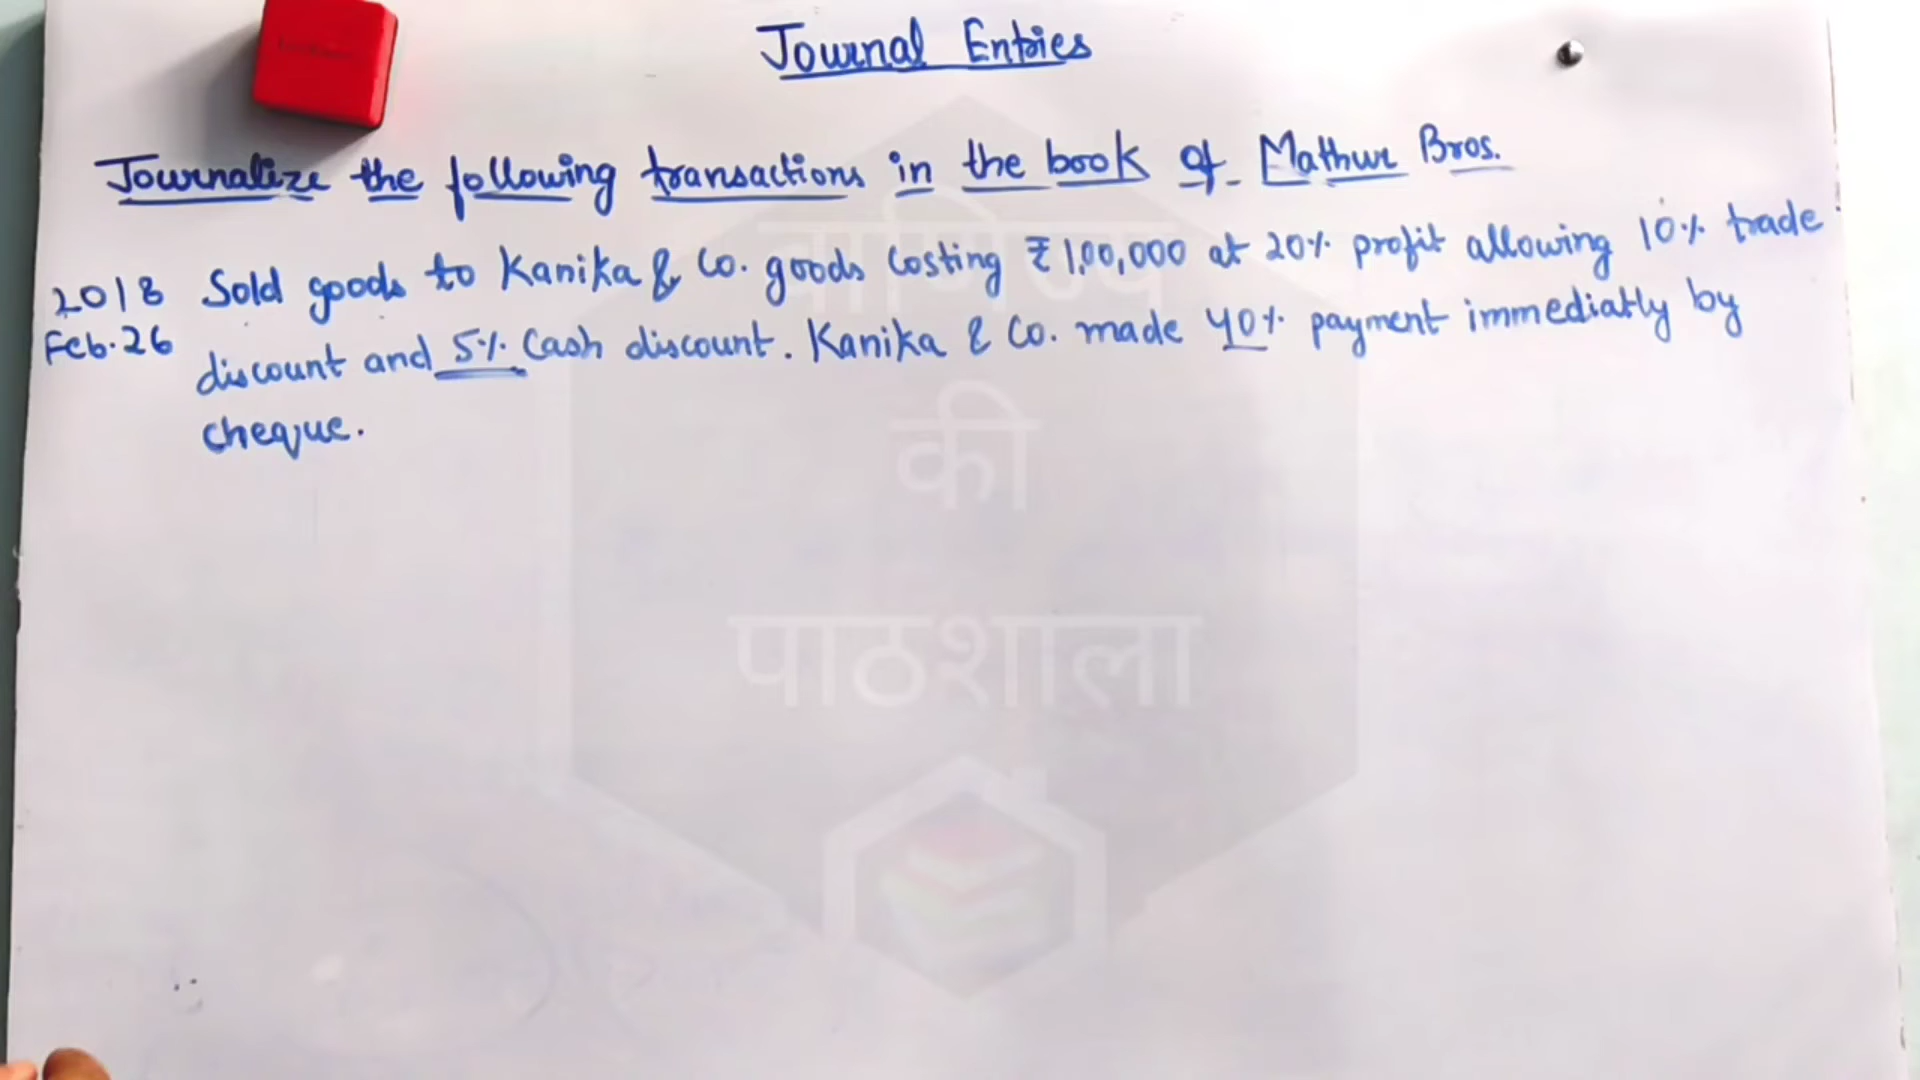 Journal Entries
Journalize the following transactions in the book of Mathur Bros.
2018 Sold goods to Kanika & Co. goods Costing ₹1,00,000 at 20% profit allowing 10% trade
Feb.26 discount and 5% Cash discount. Kanika & Co. made 40% payment immediatly by
cheque.
वाणिज्य
की
पाठशाला